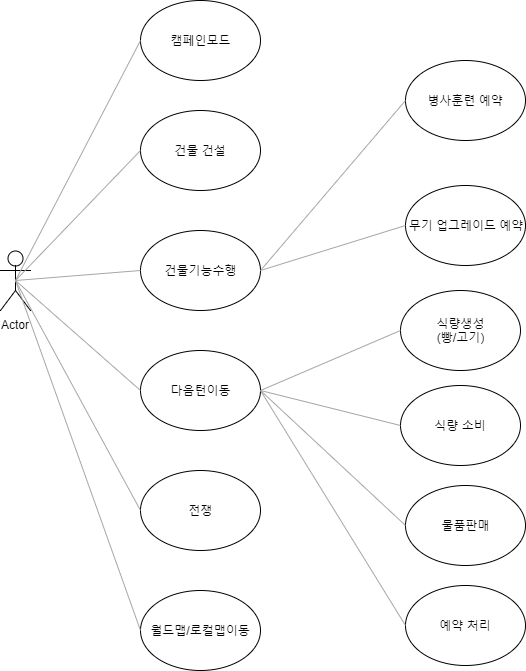 캠페인모드
건물 건설
건물기능수행
다음턴이동
전쟁
월드맵/로컬맵이동
Actor
병사훈련 예약
무기 업그레이드 예약
식량생성
(빵/고기)
식량 소비
물품판매
예약 처리